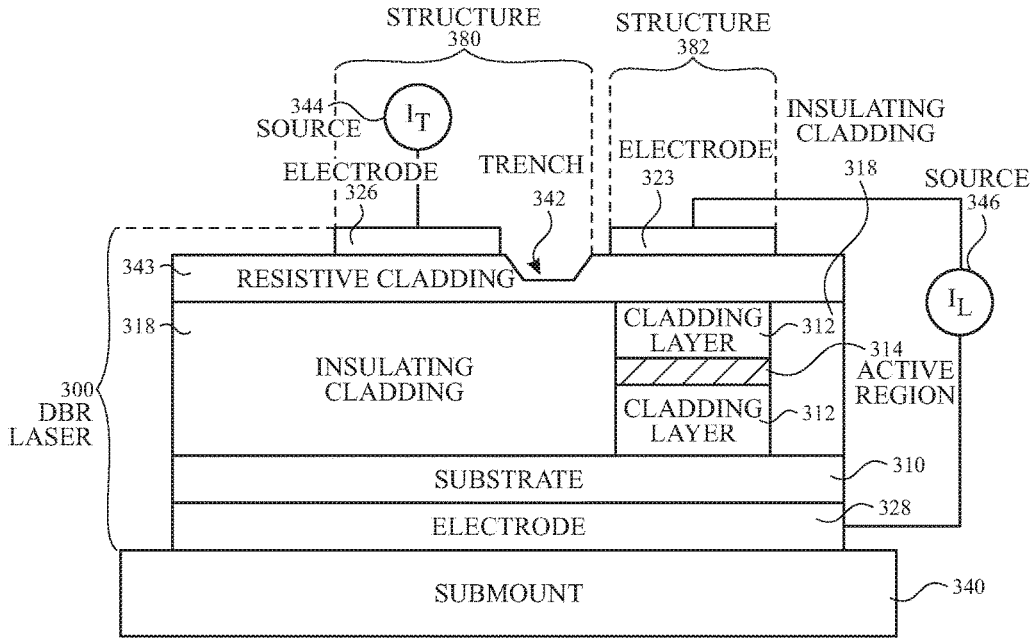 STRUCTURE
380
STRUCTURE
382
344
SOURCE
I_T
INSULATING
CLADDING
318
ELECTRODE
326
TRENCH
342
ELECTRODE
323
SOURCE
346
343
RESISTIVE CLADDING
I_L
318
INSULATING
CLADDING
CLADDING
LAYER
312
314
ACTIVE
REGION
CLADDING
LAYER
312
300
DBR
LASER
SUBSTRATE
310
ELECTRODE
328
SUBMOUNT
340